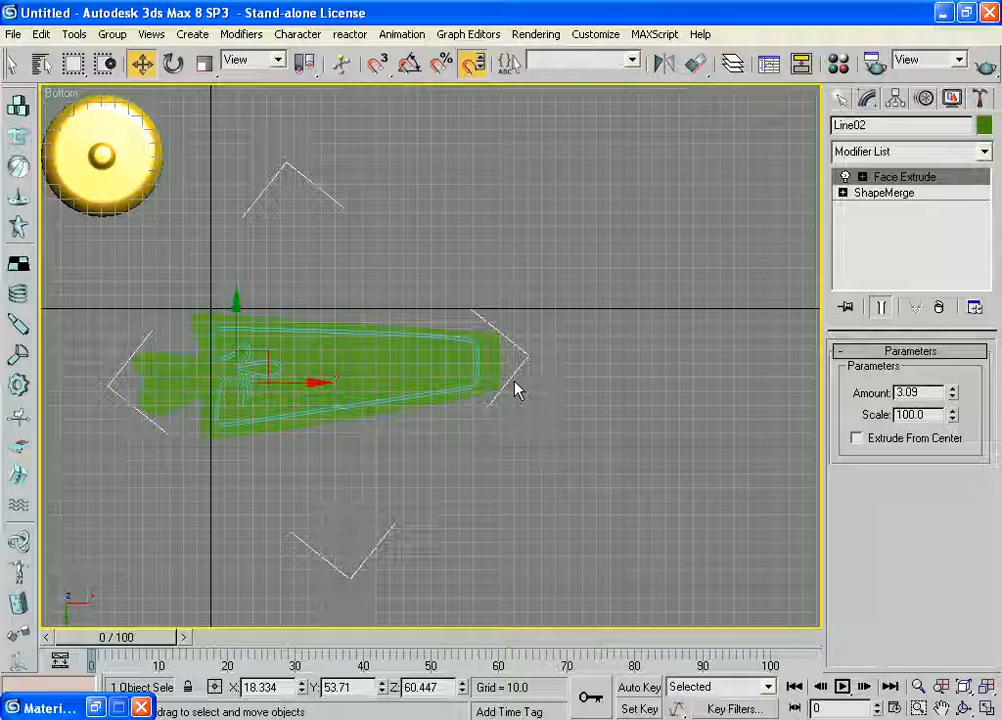 Untitled - Autodesk 3ds Max 8 SP3 - Stand-alone License
File Edit Tools Group Views Create Modifiers Character reactor Animation Graph Editors Rendering Customize MAXScript Help
View 3 % ABC View
Bottom
Line02
Modifier List
Face Extrude
ShapeMerge
- Parameters
Parameters
Amount: 3.09
Scale: 100.0
Extrude From Center
z
0 / 100
0 10 20 30 40 50 60 70 80 90 100
1 Object Sele X: 18.334 Y: 53.71 Z: 60.447 Grid = 10.0 Auto Key Selected
Materi... drag to select and move objects Add Time Tag Set Key Key Filters... 0